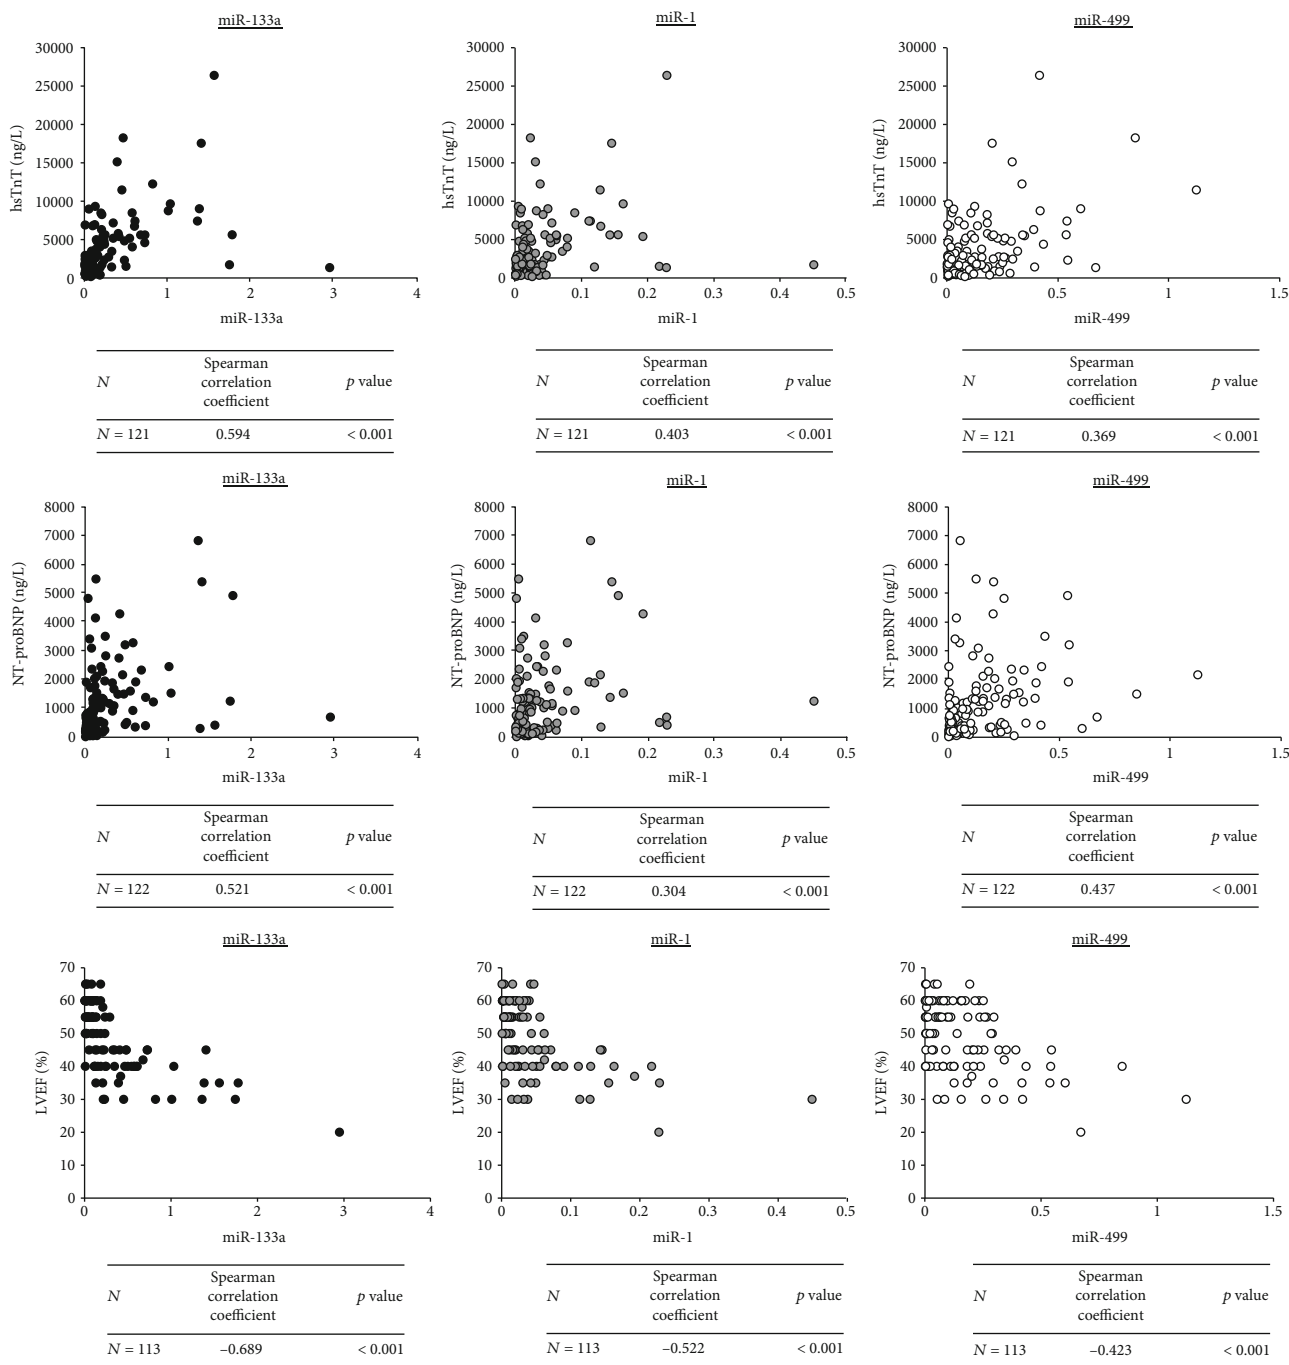 miR-133a
miR-1
miR-499
hsTnT (ng/L)
30000
25000
20000
15000
10000
5000
0
0 1 2 3 4
miR-133a
hsTnT (ng/L)
30000
25000
20000
15000
10000
5000
0
0 0.1 0.2 0.3 0.4 0.5
miR-1
hsTnT (ng/L)
30000
25000
20000
15000
10000
5000
0
0 0.5 1 1.5
miR-499
N Spearman correlation coefficient p value
N = 121 0.594 < 0.001
N Spearman correlation coefficient p value
N = 121 0.403 < 0.001
N Spearman correlation coefficient p value
N = 121 0.369 < 0.001
miR-133a
miR-1
miR-499
NT-proBNP (ng/L)
8000
7000
6000
5000
4000
3000
2000
1000
0
0 1 2 3 4
miR-133a
NT-proBNP (ng/L)
8000
7000
6000
5000
4000
3000
2000
1000
0
0 0.1 0.2 0.3 0.4 0.5
miR-1
NT-proBNP (ng/L)
8000
7000
6000
5000
4000
3000
2000
1000
0
0 0.5 1 1.5
miR-499
N Spearman correlation coefficient p value
N = 122 0.521 < 0.001
N Spearman correlation coefficient p value
N = 122 0.304 < 0.001
N Spearman correlation coefficient p value
N = 122 0.437 < 0.001
miR-133a
miR-1
miR-499
LVEF (%)
70
60
50
40
30
20
10
0
0 1 2 3 4
miR-133a
LVEF (%)
70
60
50
40
30
20
10
0
0 0.1 0.2 0.3 0.4 0.5
miR-1
LVEF (%)
70
60
50
40
30
20
10
0
0 0.5 1 1.5
miR-499
N Spearman correlation coefficient p value
N = 113 –0.689 < 0.001
N Spearman correlation coefficient p value
N = 113 –0.522 < 0.001
N Spearman correlation coefficient p value
N = 113 –0.423 < 0.001